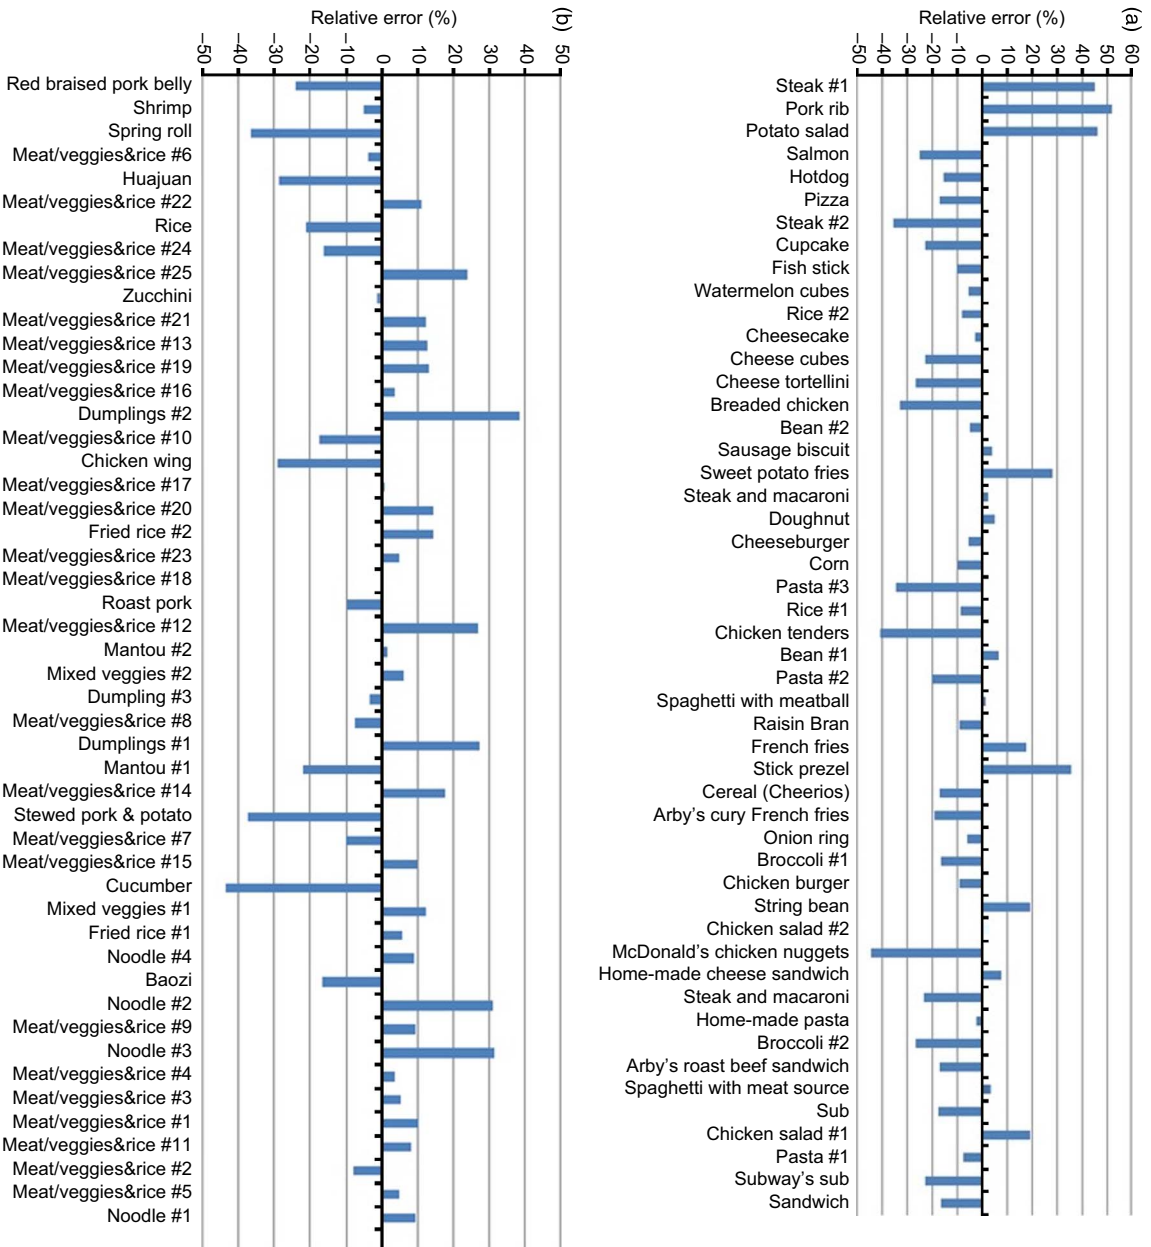 Relative error (%)
(b)
–50
–40
–30
–20
–10
0
10
20
30
40
50
Red braised pork belly
Shrimp
Spring roll
Meat/veggies&rice #6
Huajuan
Meat/veggies&rice #22
Rice
Meat/veggies&rice #24
Meat/veggies&rice #25
Zucchini
Meat/veggies&rice #21
Meat/veggies&rice #13
Meat/veggies&rice #19
Meat/veggies&rice #16
Dumplings #2
Meat/veggies&rice #10
Chicken wing
Meat/veggies&rice #17
Meat/veggies&rice #20
Fried rice #2
Meat/veggies&rice #23
Meat/veggies&rice #18
Roast pork
Meat/veggies&rice #12
Mantou #2
Mixed veggies #2
Dumpling #3
Meat/veggies&rice #8
Dumplings #1
Mantou #1
Meat/veggies&rice #14
Stewed pork & potato
Meat/veggies&rice #7
Meat/veggies&rice #15
Cucumber
Mixed veggies #1
Fried rice #1
Noodle #4
Baozi
Noodle #2
Meat/veggies&rice #9
Noodle #3
Meat/veggies&rice #4
Meat/veggies&rice #3
Meat/veggies&rice #1
Meat/veggies&rice #11
Meat/veggies&rice #2
Meat/veggies&rice #5
Noodle #1
Relative error (%)
(a)
–50
–40
–30
–20
–10
0
10
20
30
40
50
60
Steak #1
Pork rib
Potato salad
Salmon
Hotdog
Pizza
Steak #2
Cupcake
Fish stick
Watermelon cubes
Rice #2
Cheesecake
Cheese cubes
Cheese tortellini
Breaded chicken
Bean #2
Sausage biscuit
Sweet potato fries
Steak and macaroni
Doughnut
Cheeseburger
Corn
Pasta #3
Rice #1
Chicken tenders
Bean #1
Pasta #2
Spaghetti with meatball
Raisin Bran
French fries
Stick prezel
Cereal (Cheerios)
Arby’s cury French fries
Onion ring
Broccoli #1
Chicken burger
String bean
Chicken salad #2
McDonald’s chicken nuggets
Home-made cheese sandwich
Steak and macaroni
Home-made pasta
Broccoli #2
Arby’s roast beef sandwich
Spaghetti with meat source
Sub
Chicken salad #1
Pasta #1
Subway’s sub
Sandwich